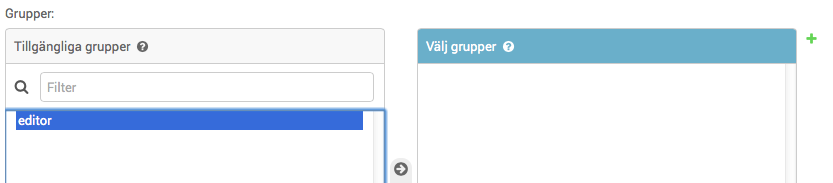 Grupper:
Tillgängliga grupper
Välj grupper
Filter
editor